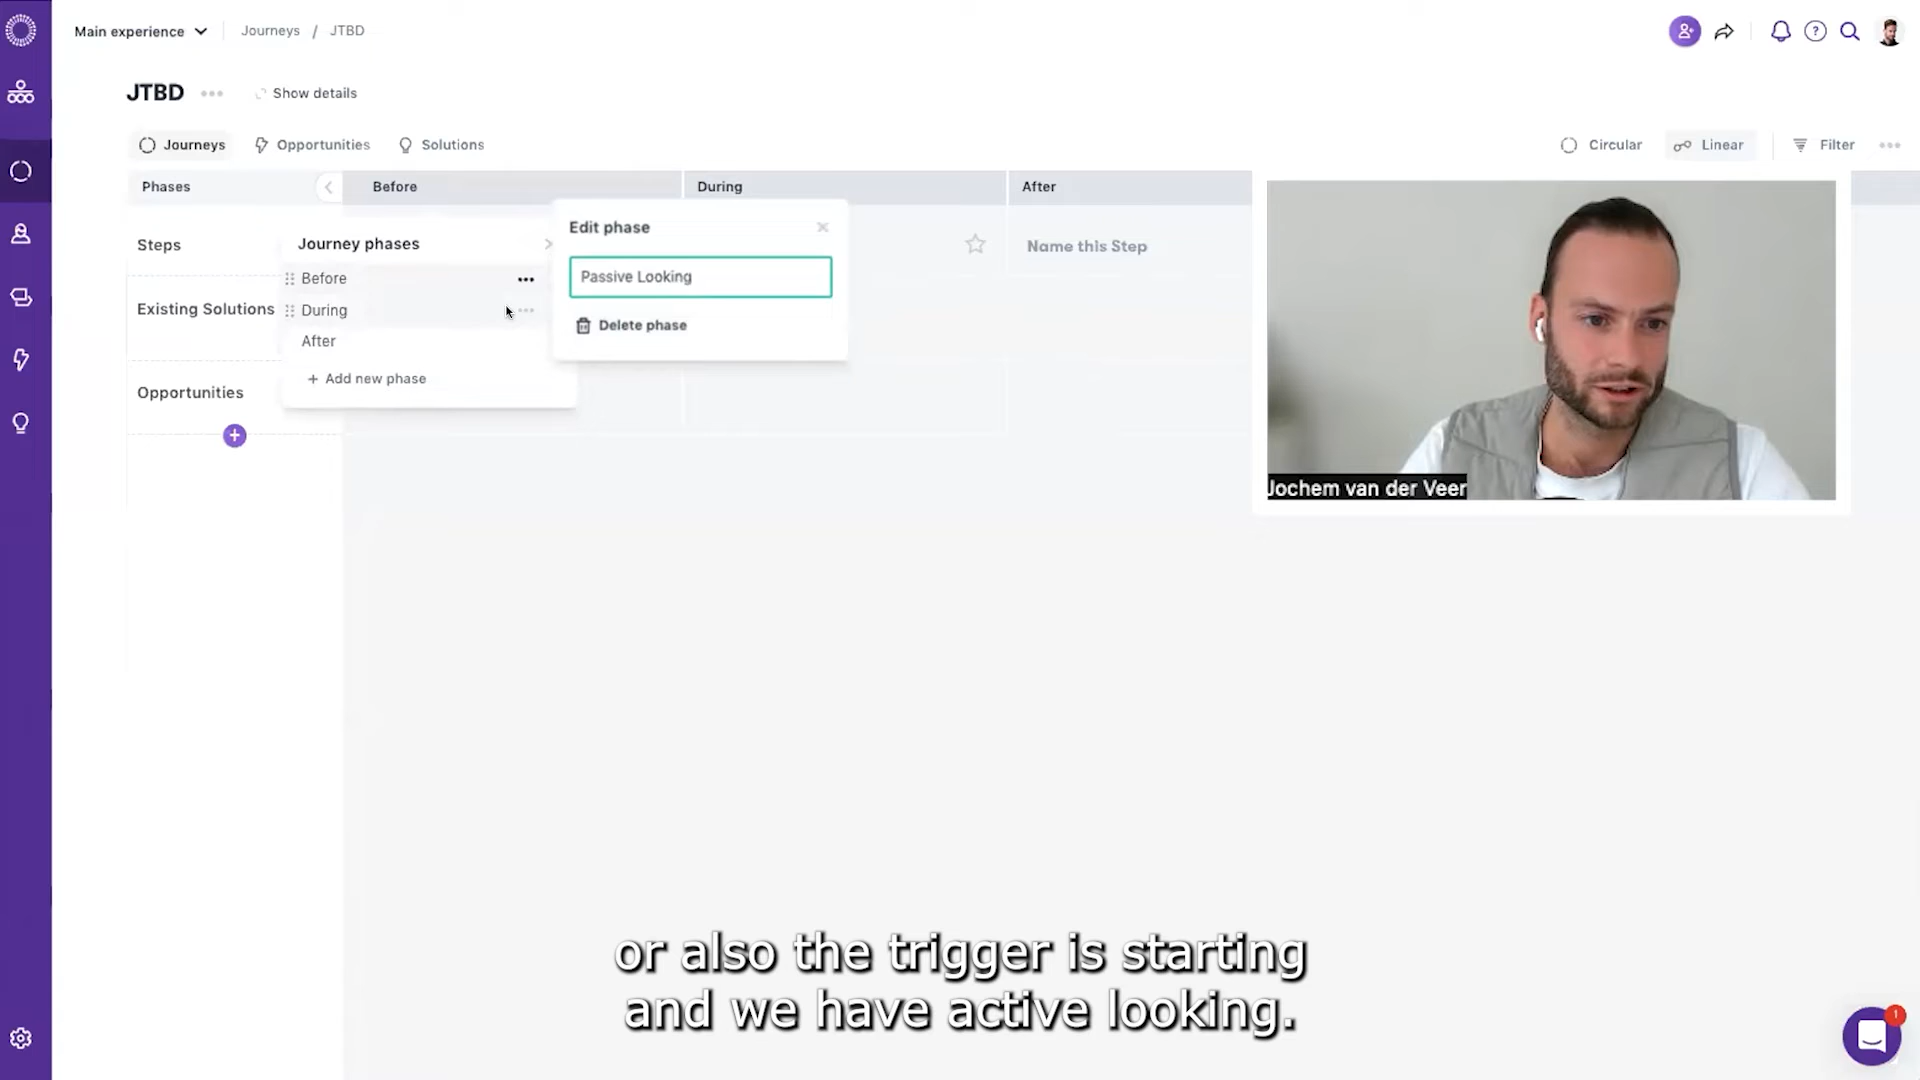 Main experience
Journeys / JTBD
JTBD
Show details
Journeys
Opportunities
Solutions
Circular
Linear
Filter
Phases
Before
During
After
Steps
Name this Step
Existing Solutions
Opportunities
Journey phases
Before
During
After
+ Add new phase
Edit phase
Passive Looking
Delete phase
Jochem van der Veer
or also the trigger is starting
and we have active looking.
1